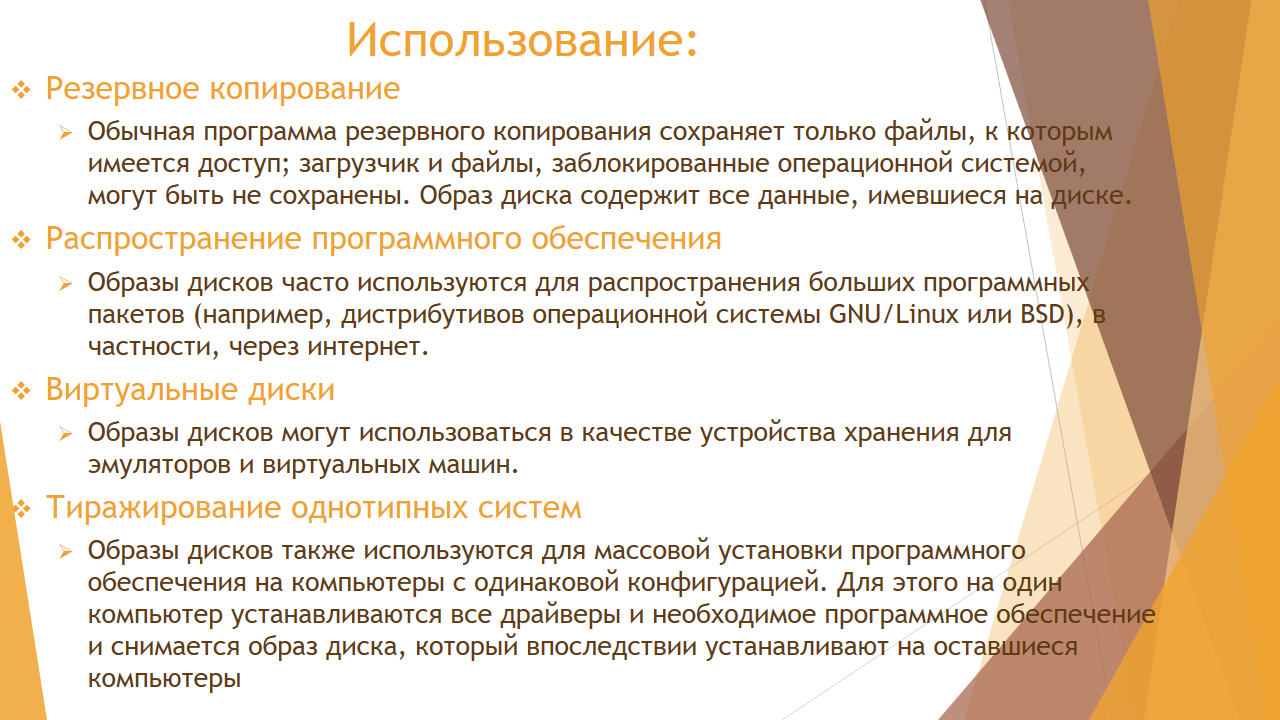 Использование:
Резервное копирование
Обычная программа резервного копирования сохраняет только файлы, к которым
имеется доступ; загрузчик и файлы, заблокированные операционной системой,
могут быть не сохранены. Образ диска содержит все данные, имевшиеся на диске.
Распространение программного обеспечения
Образы дисков часто используются для распространения больших программных
пакетов (например, дистрибутивов операционной системы GNU/Linux или BSD), в
частности, через интернет.
Виртуальные диски
Образы дисков могут использоваться в качестве устройства хранения для
эмуляторов и виртуальных машин.
Тиражирование однотипных систем
Образы дисков также используются для массовой установки программного
обеспечения на компьютеры с одинаковой конфигурацией. Для этого на один
компьютер устанавливаются все драйверы и необходимое программное обеспечение
и снимается образ диска, который впоследствии устанавливают на оставшиеся
компьютеры